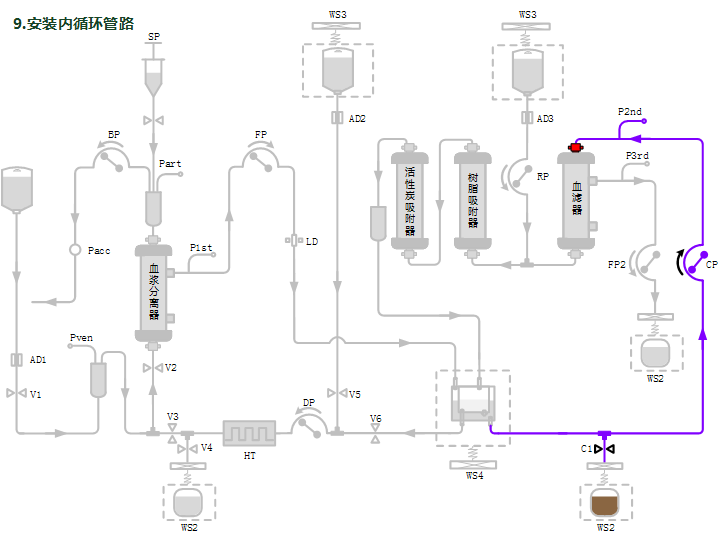 9.安装内循环管路
SP
WS3
WS3
AD2
AD3
P2nd
BP
FP
Part
P3rd
RP
活性炭吸附器
树脂吸附器
血滤器
Pacc
P1st
LD
FP2
CP
血浆分离器
Pven
AD1
V2
V1
WS2
DP
V5
V6
V3
V4
HT
C1
WS4
WS2
WS2